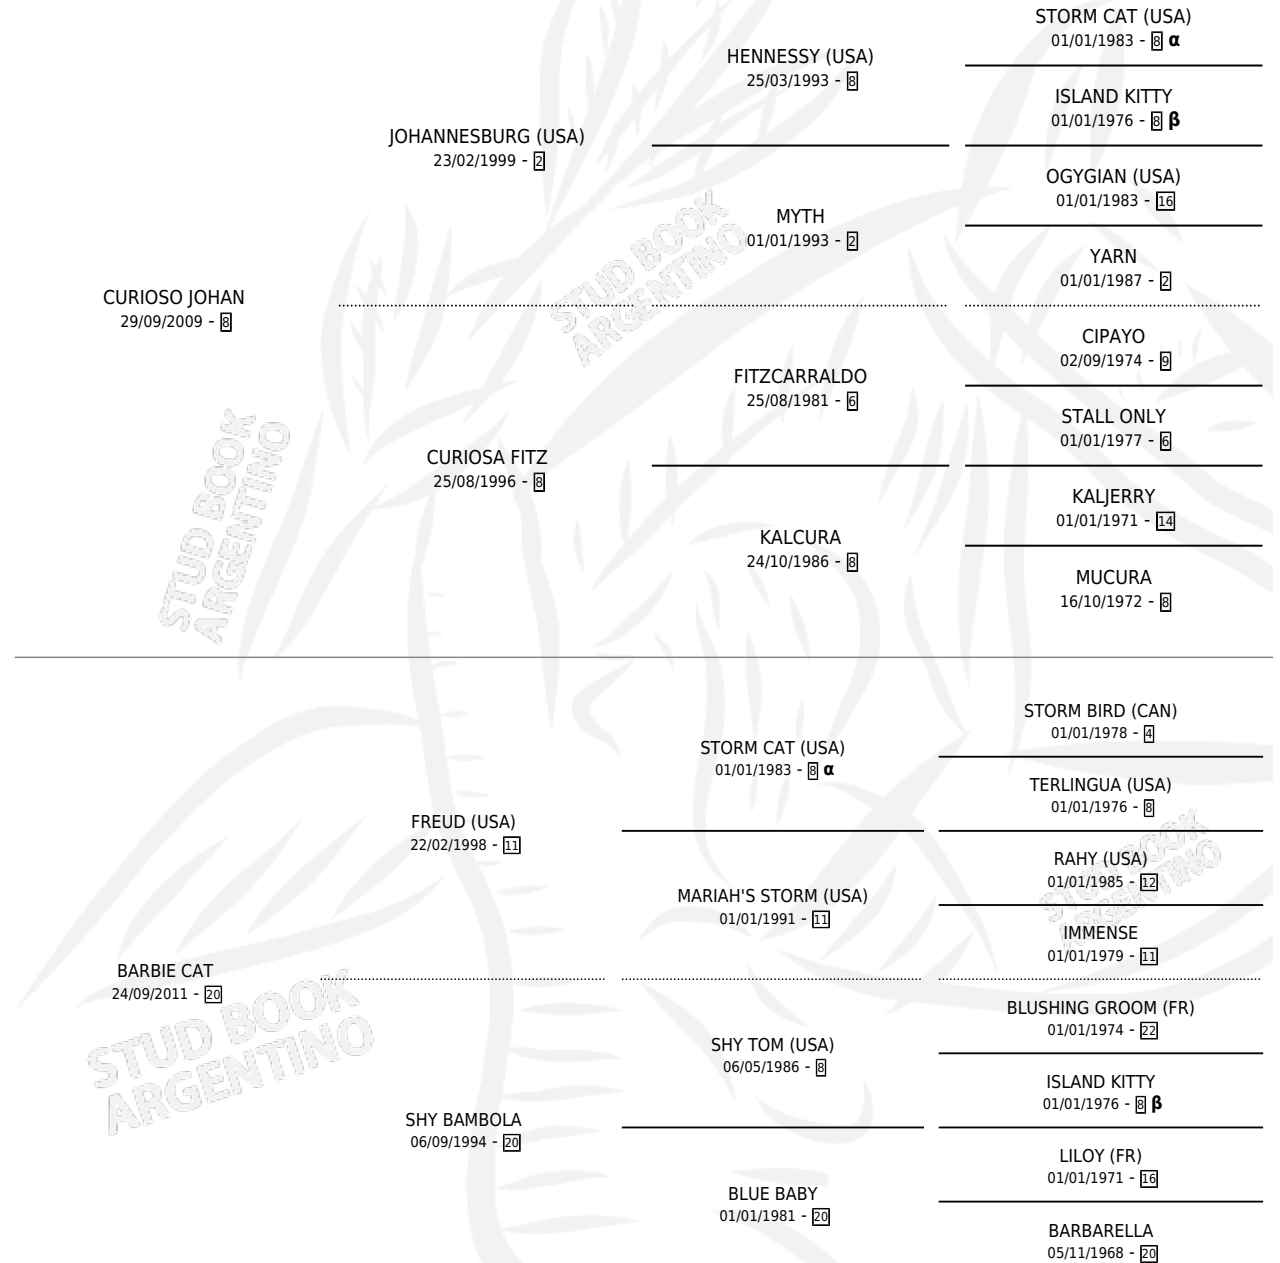 STORM CAT (USA)
01/01/1983 - 8 α
HENNESSY (USA)
25/03/1993 - 8
ISLAND KITTY
01/01/1976 - 8 β
JOHANNESBURG (USA)
23/02/1999 - 2
OGYGIAN (USA)
01/01/1983 - 16
MYTH
01/01/1993 - 2
YARN
01/01/1987 - 2
CURIOSO JOHAN
29/09/2009 - 8
CIPAYO
02/09/1974 - 9
FITZCARRALDO
25/08/1981 - 6
STALL ONLY
01/01/1977 - 6
CURIOSA FITZ
25/08/1996 - 8
KALJERRY
01/01/1971 - 14
KALCURA
24/10/1986 - 8
MUCURA
16/10/1972 - 8
STORM BIRD (CAN)
01/01/1978 - 4
STORM CAT (USA)
01/01/1983 - 8 α
TERLINGUA (USA)
01/01/1976 - 8
FREUD (USA)
22/02/1998 - 11
RAHY (USA)
01/01/1985 - 12
MARIAH'S STORM (USA)
01/01/1991 - 11
IMMENSE
01/01/1979 - 11
BARBIE CAT
24/09/2011 - 20
BLUSHING GROOM (FR)
01/01/1974 - 22
SHY TOM (USA)
06/05/1986 - 8
ISLAND KITTY
01/01/1976 - 8 β
SHY BAMBOLA
06/09/1994 - 20
LILOY (FR)
01/01/1971 - 16
BLUE BABY
01/01/1981 - 20
BARBARELLA
05/11/1968 - 20
STUD BOOK
ARGENTINO
STUD BOOK
ARGENTINO
STUD BOOK
ARGENTINO
STUD BOOK
ARGENTINO